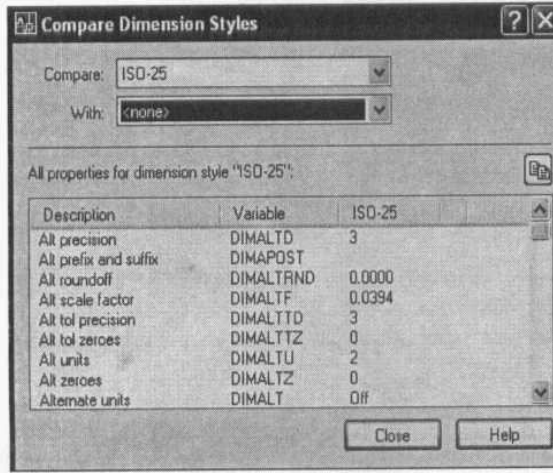 Compare Dimension Styles
Compare: ISO-25
With: <none>
All properties for dimension style "ISO-25":
Description Variable ISO-25
Alt precision DIMALTD 3
Alt prefix and suffix DIMAPOST
Alt roundoff DIMALTRND 0.0000
Alt scale factor DIMALTF 0.0394
Alt tol precision DIMALTTD 3
Alt tol zeroes DIMALTTZ 0
Alt units DIMALTU 2
Alt zeroes DIMALTZ 0
Alternate units DIMALT Off
Close Help